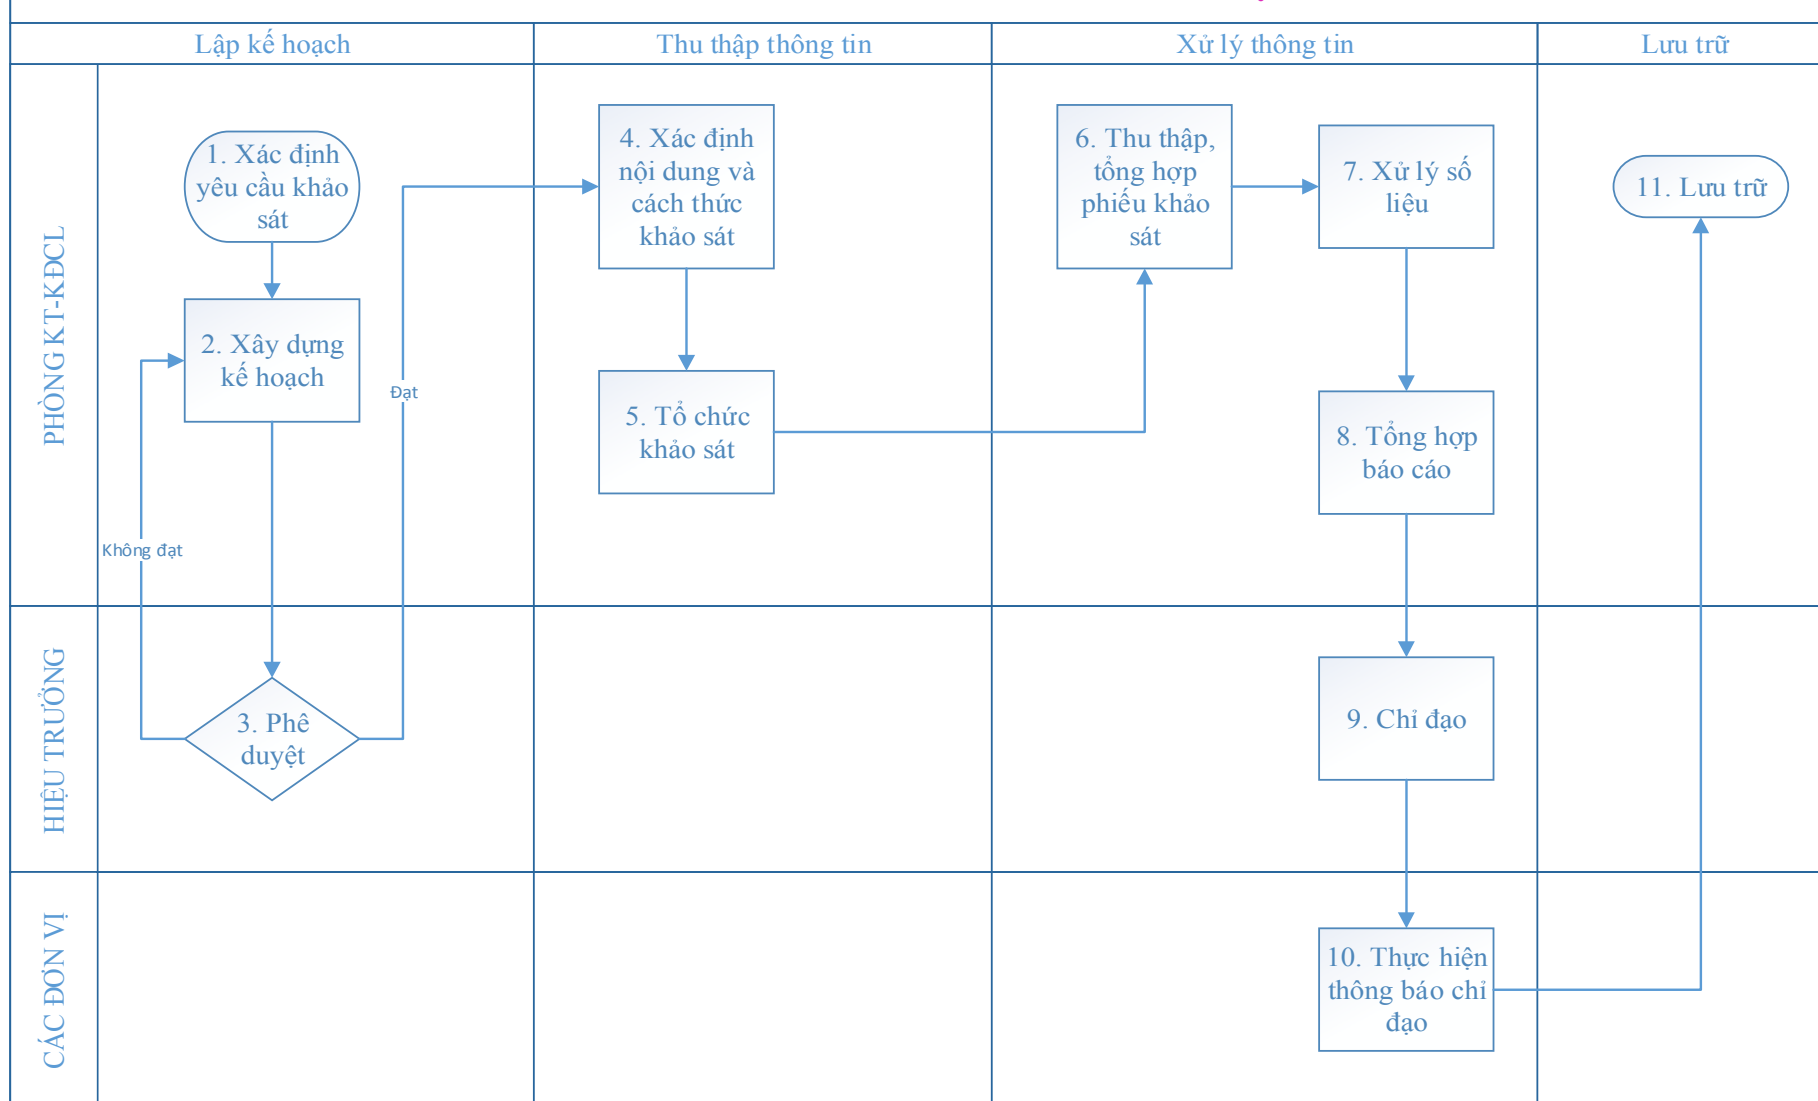 Lập kế hoạch
Thu thập thông tin
Xử lý thông tin
Lưu trữ
PHÒNG KT-KĐCL
1. Xác định
yêu cầu khảo
sát
2. Xây dựng
kế hoạch
Không đạt
Đạt
4. Xác định
nội dung và
cách thức
khảo sát
5. Tổ chức
khảo sát
6. Thu thập,
tổng hợp
phiếu khảo
sát
7. Xử lý số
liệu
8. Tổng hợp
báo cáo
11. Lưu trữ
HIỆU TRƯỞNG
3. Phê
duyệt
9. Chỉ đạo
CÁC ĐƠN VỊ
10. Thực hiện
thông báo chỉ
đạo